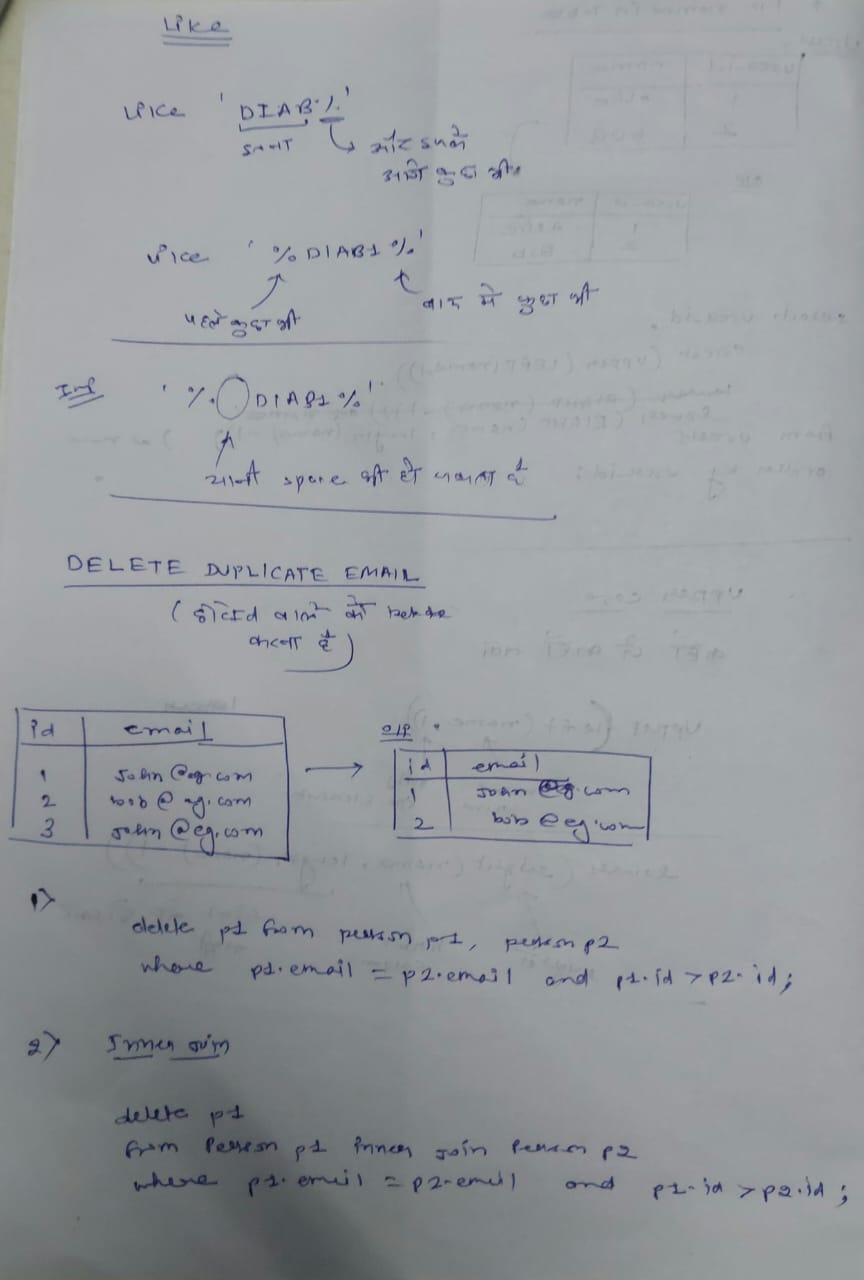 Like
Like 'DIAB%'
इतना
और इसके
आगे कुछ भी
Like '%DIAB1%'
बाद में कुछ भी
पहले कुछ भी
Imp '% DIAB1%'
यानी space भी हो सकता है
DELETE DUPLICATE EMAIL
( छोटे id वाले को
करना है )
id email
1 John@eg.com
2 bob@eg.com
3 John@eg.com
O/P
id email
1 John@eg.com
2 bob@eg.com
1>
delete p1 from person p1, person p2
where p1.email = p2.email and p1.id > p2.id;
2> Inner Join
delete p1
from Person p1 inner join Person p2
where p1.email = p2.email and p1.id > p2.id;